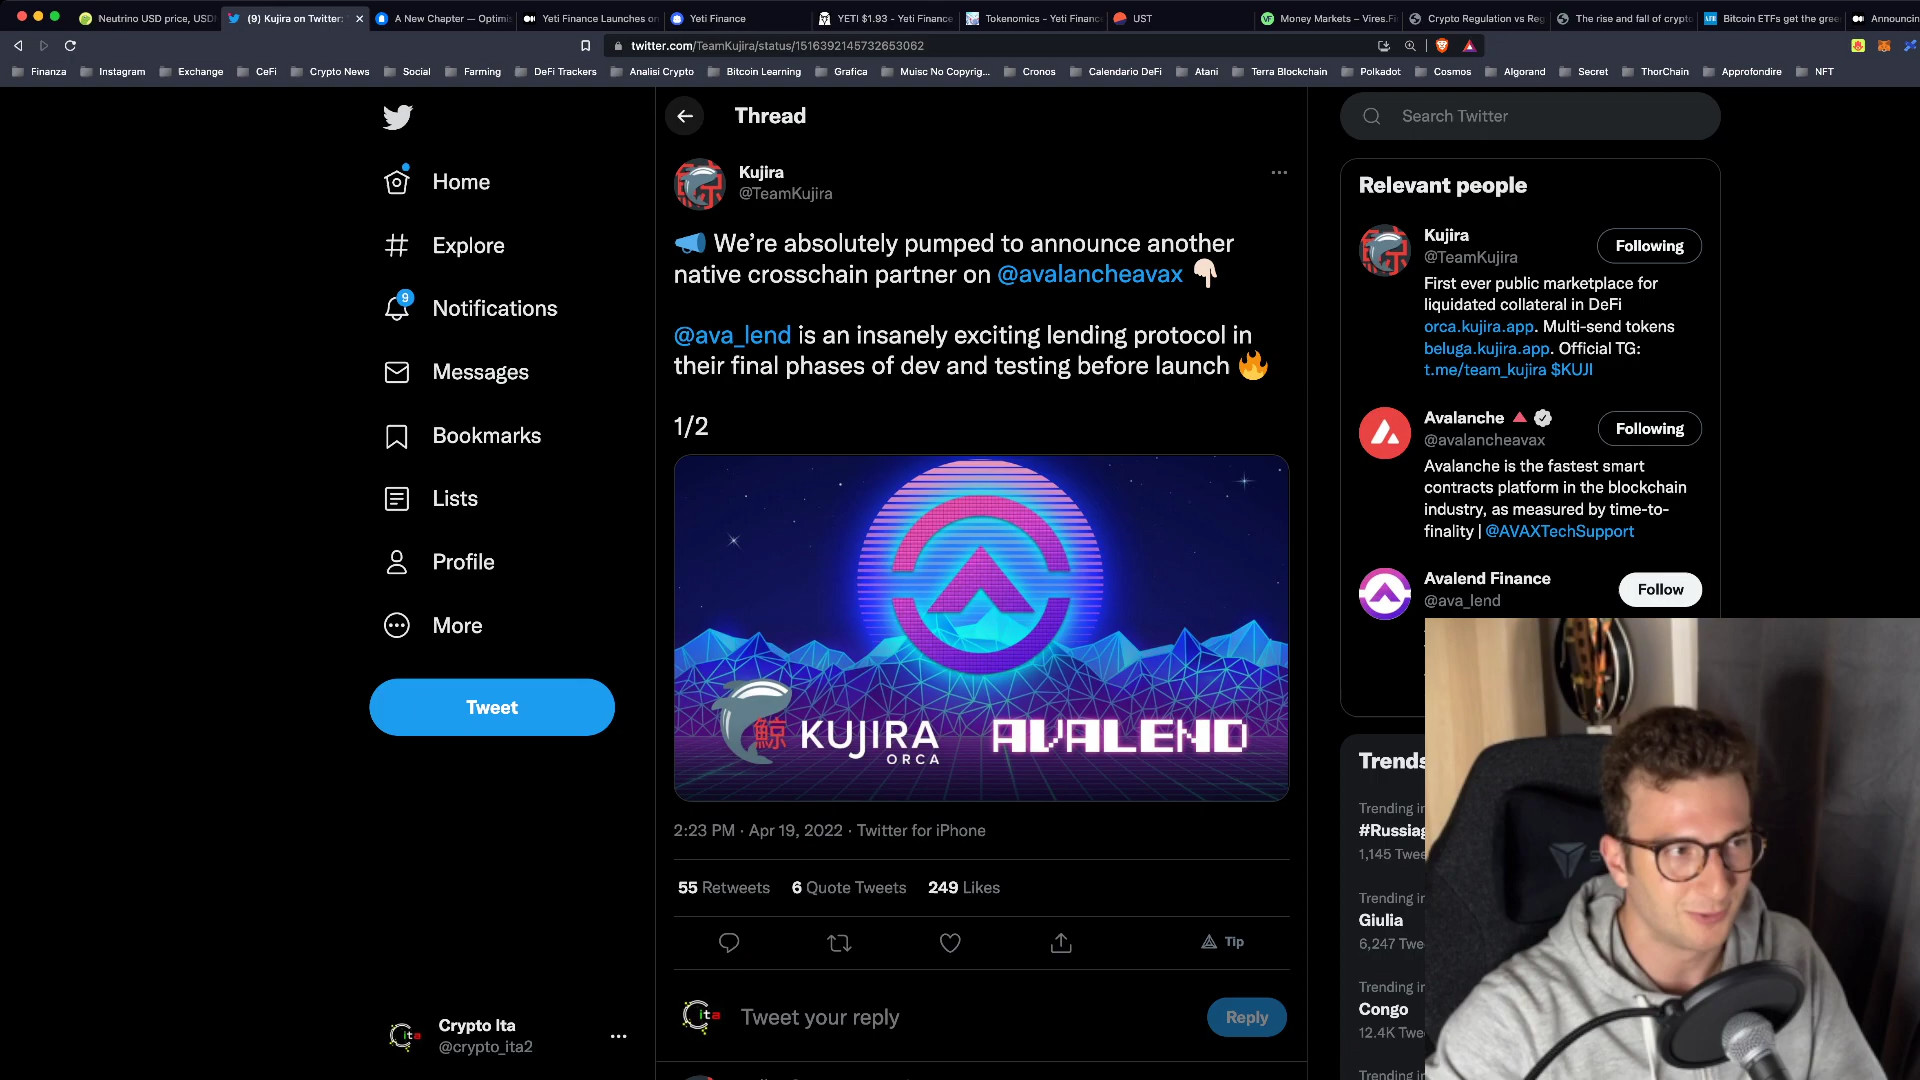 Neutrino USD price, USD
(9) Kujira on Twitter:
A New Chapter — Optimis
Yeti Finance Launches on
Yeti Finance
YETI $1.93 - Yeti Finance
Tokenomics - Yeti Financ
UST
Money Markets – Vires.Fi
Crypto Regulation vs Reg
The rise and fall of crypto
Bitcoin ETFs get the gree
Announcin
twitter.com/TeamKujira/status/1516392145732653062
Finanza
Instagram
Exchange
CeFi
Crypto News
Social
Farming
DeFi Trackers
Analisi Crypto
Bitcoin Learning
Grafica
Muisc No Copyrig...
Cronos
Calendario DeFi
Atani
Terra Blockchain
Polkadot
Cosmos
Algorand
Secret
ThorChain
Approfondire
NFT
Home
Explore
9
Notifications
Messages
Bookmarks
Lists
Profile
More
Tweet
Crypto Ita
@crypto_ita2
Thread
Kujira
@TeamKujira
📣 We're absolutely pumped to announce another
native crosschain partner on @avalancheavax 👇🏻
@ava_lend is an insanely exciting lending protocol in
their final phases of dev and testing before launch 🔥
1/2
鯨 KUJIRA
ORCA
AVALEND
2:23 PM · Apr 19, 2022 · Twitter for iPhone
55 Retweets 6 Quote Tweets 249 Likes
Tip
ita
Tweet your reply
Reply
Search Twitter
Relevant people
Kujira
@TeamKujira
Following
First ever public marketplace for
liquidated collateral in DeFi
orca.kujira.app. Multi-send tokens
beluga.kujira.app. Official TG:
t.me/team_kujira $KUJI
Avalanche
@avalancheavax
Following
Avalanche is the fastest smart
contracts platform in the blockchain
industry, as measured by time-to-
finality | @AVAXTechSupport
Avalend Finance
@ava_lend
Follow
Trends
Trending in
#Russiag
1,145 Twee
Trending in
Giulia
6,247 Twe
Trending in
Congo
12.4K Twe
Trending in